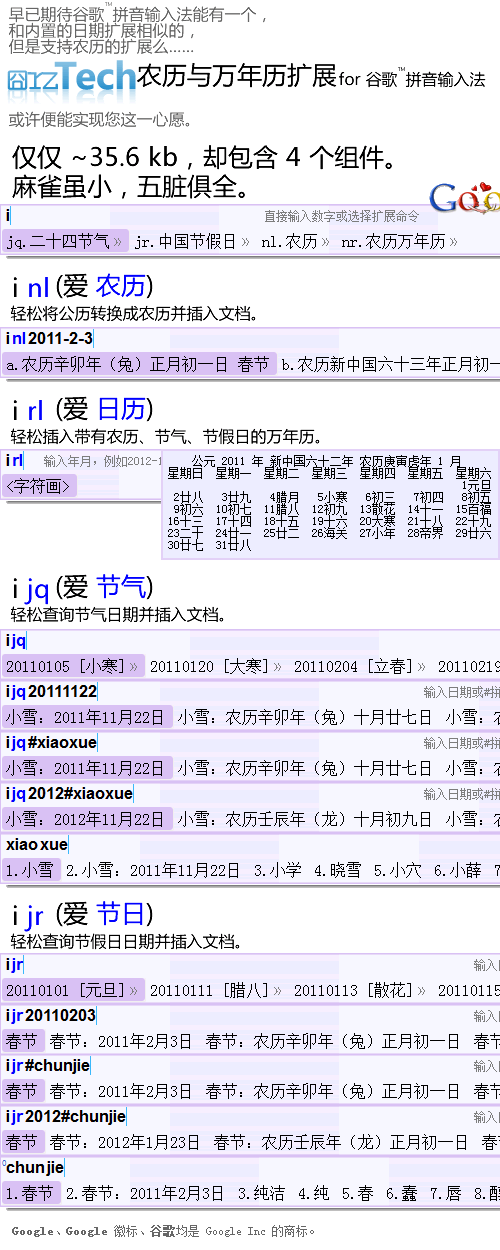 早已期待谷歌™拼音输入法能有一个，
和内置的日期扩展相似的，
但是支持农历的扩展么……
囧rzTech农历与万年历扩展for 谷歌™拼音输入法
或许便能实现您这一心愿。
仅仅 ~35.6 kb，却包含 4 个组件。
麻雀虽小，五脏俱全。
i 直接输入数字或选择扩展命令
jq.二十四节气» jr.中国节假日» nl.农历» nr.农历万年历»
i nl (爱 农历)
轻松将公历转换成农历并插入文档。
i nl 2011-2-3
a.农历辛卯年（兔）正月初一日 春节 b.农历新中国六十三年正月初一
i rl (爱 日历)
轻松插入带有农历、节气、节假日的万年历。
i rl 输入年月，例如2012-1
<字符画>
公元 2011 年 新中国六十二年 农历庚寅虎年 1 月
星期日 星期一 星期二 星期三 星期四 星期五 星期六
1元旦
2廿八 3廿九 4腊月 5小寒 6初三 7初四 8初五
9初六 10初七 11腊八 12初九 13散花 14十一 15百福
16十三 17十四 18十五 19十六 20大寒 21十八 22十九
23二十 24廿一 25廿二 26海关 27小年 28帝界 29廿六
30廿七 31廿八
i jq (爱 节气)
轻松查询节气日期并插入文档。
i jq
20110105 [小寒]» 20110120 [大寒]» 20110204 [立春]» 20110219
i jq 20111122 输入日期或#拼
小雪：2011年11月22日 小雪：农历辛卯年（兔）十月廿七日 小雪：农
i jq #xiaoxue 输入日期或#拼
小雪：2011年11月22日 小雪：农历辛卯年（兔）十月廿七日 小雪：农
i jq 2012#xiaoxue 输入日期或#拼
小雪：2012年11月22日 小雪：农历壬辰年（龙）十月初九日 小雪：农
xiao xue
1.小雪 2.小雪：2011年11月22日 3.小学 4.晓雪 5.小穴 6.小薛 7
i jr (爱 节日)
轻松查询节假日日期并插入文档。
i jr 输入
20110101 [元旦]» 20110111 [腊八]» 20110113 [散花]» 20110115
i jr 20110203 输入
春节 春节：2011年2月3日 春节：农历辛卯年（兔）正月初一日 春节
i jr #chunjie 输入
春节 春节：2011年2月3日 春节：农历辛卯年（兔）正月初一日 春节
i jr 2012#chunjie 输入
春节 春节：2012年1月23日 春节：农历壬辰年（龙）正月初一日 春节
chun jie
1.春节 2.春节：2011年2月3日 3.纯洁 4.纯 5.春 6.蠢 7.唇 8.醇
Google、Google 徽标、谷歌均是 Google Inc 的商标。